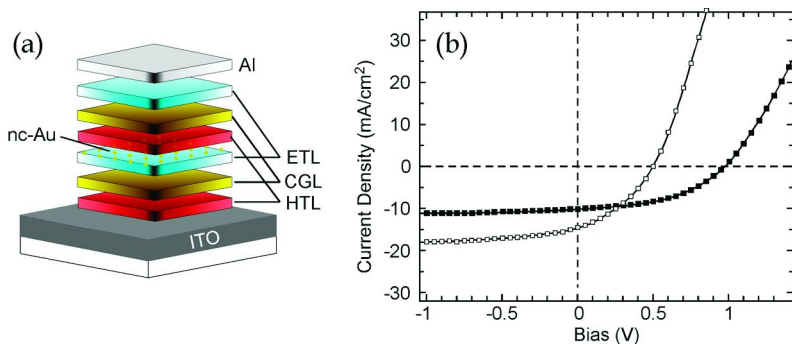 (a)
Al
nc-Au
ETL
CGL
HTL
ITO
(b)
Current Density (mA/cm²)
30
20
10
0
-10
-20
-30
-1
-0.5
0
0.5
1
Bias (V)